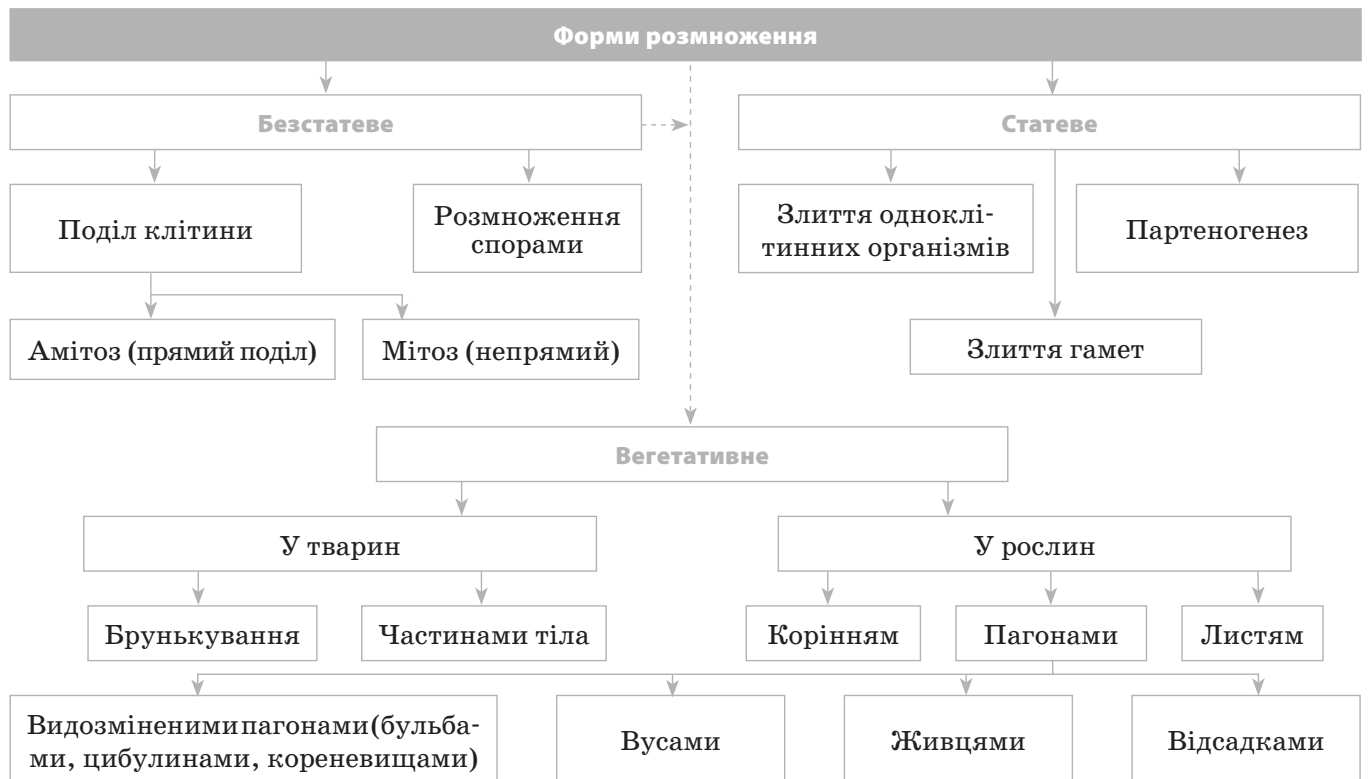 Форми розмноження
Безстатеве
Статеве
Поділ клітини
Розмноження
спорами
Злиття одноклі-
тинних організмів
Партеногенез
Амітоз (прямий поділ)
Мітоз (непрямий)
Злиття гамет
Вегетативне
У тварин
У рослин
Брунькування
Частинами тіла
Корінням
Пагонами
Листям
Видозміненими пагонами (бульба-
ми, цибулинами, кореневищами)
Вусами
Живцями
Відсадками